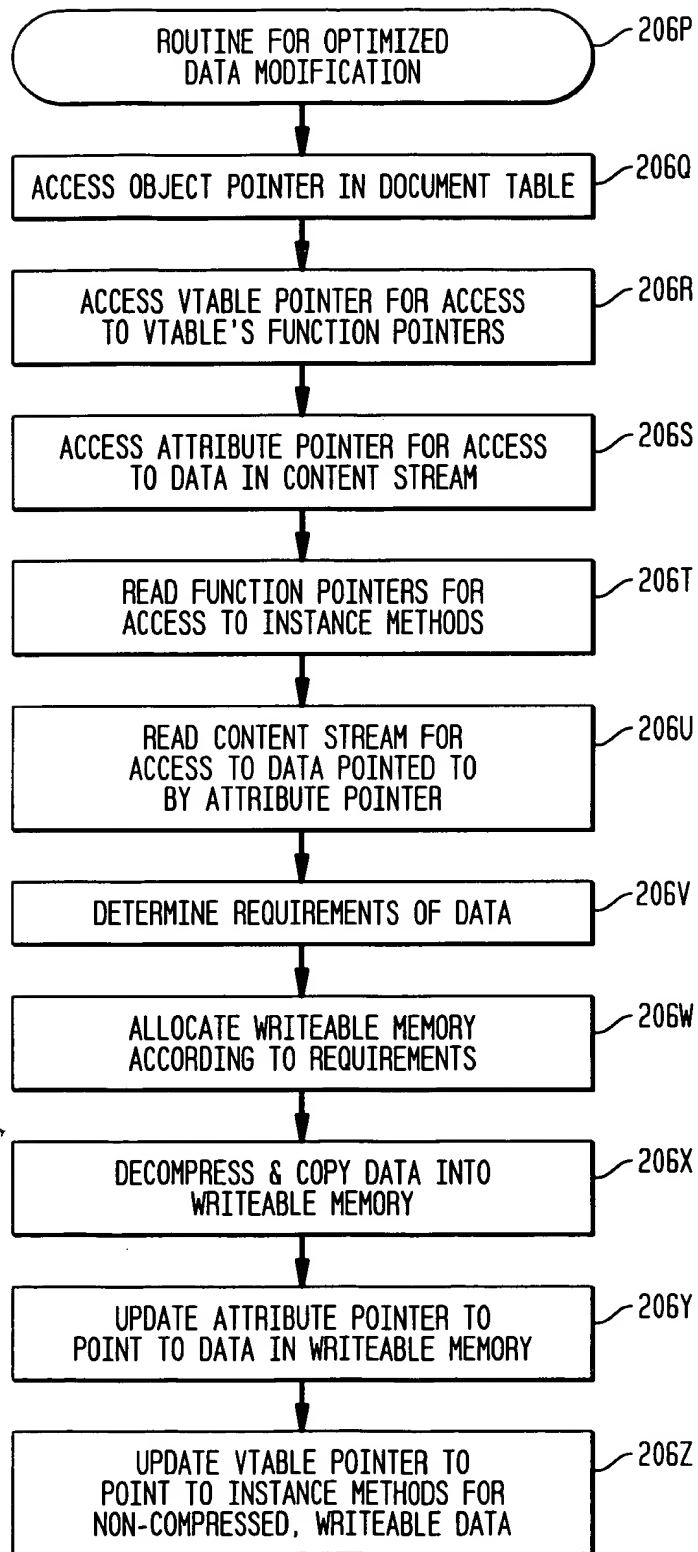 ROUTINE FOR OPTIMIZED
DATA MODIFICATION
206P
ACCESS OBJECT POINTER IN DOCUMENT TABLE
206Q
ACCESS VTABLE POINTER FOR ACCESS
TO VTABLE'S FUNCTION POINTERS
206R
ACCESS ATTRIBUTE POINTER FOR ACCESS
TO DATA IN CONTENT STREAM
206S
READ FUNCTION POINTERS FOR
ACCESS TO INSTANCE METHODS
206T
READ CONTENT STREAM FOR
ACCESS TO DATA POINTED TO
BY ATTRIBUTE POINTER
206U
DETERMINE REQUIREMENTS OF DATA
206V
ALLOCATE WRITEABLE MEMORY
ACCORDING TO REQUIREMENTS
206W
DECOMPRESS & COPY DATA INTO
WRITEABLE MEMORY
206X
UPDATE ATTRIBUTE POINTER TO
POINT TO DATA IN WRITEABLE MEMORY
206Y
UPDATE VTABLE POINTER TO
POINT TO INSTANCE METHODS FOR
NON-COMPRESSED, WRITEABLE DATA
206Z